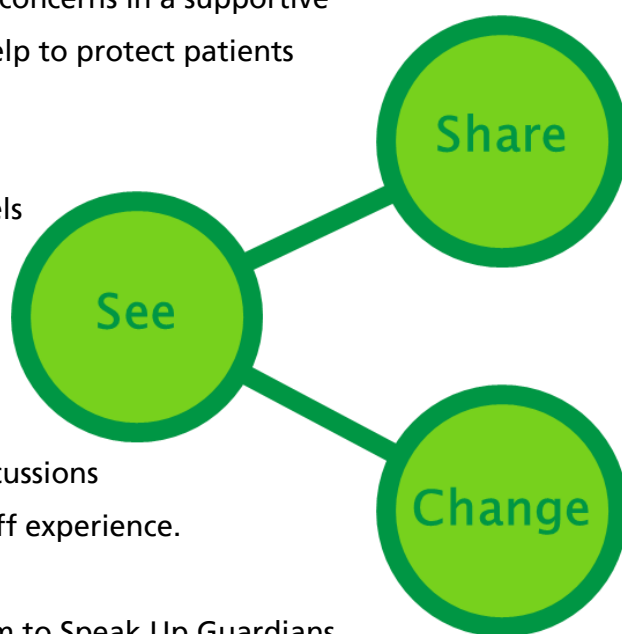 concerns in a supportive
elp to protect patients
Share
els
See
cussions
Change
ff experience.
m to Speak Up Guardians